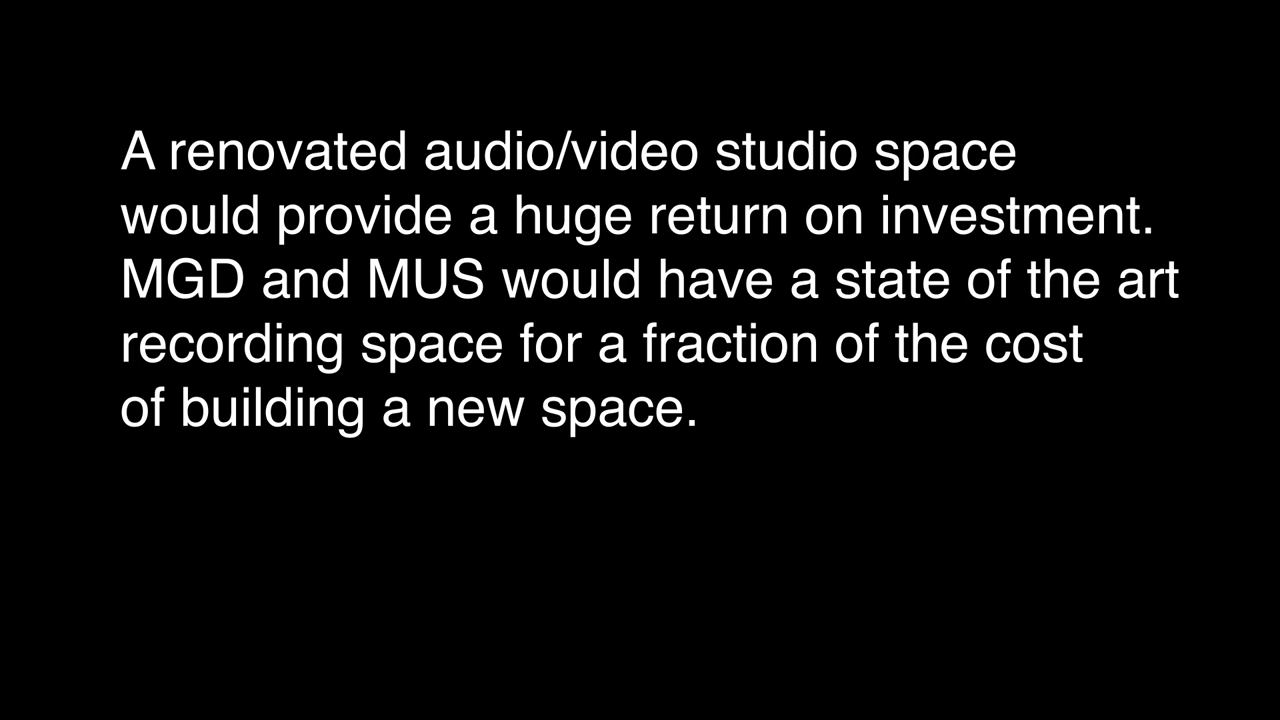 A renovated audio/video studio space
would provide a huge return on investment.
MGD and MUS would have a state of the art
recording space for a fraction of the cost
of building a new space.